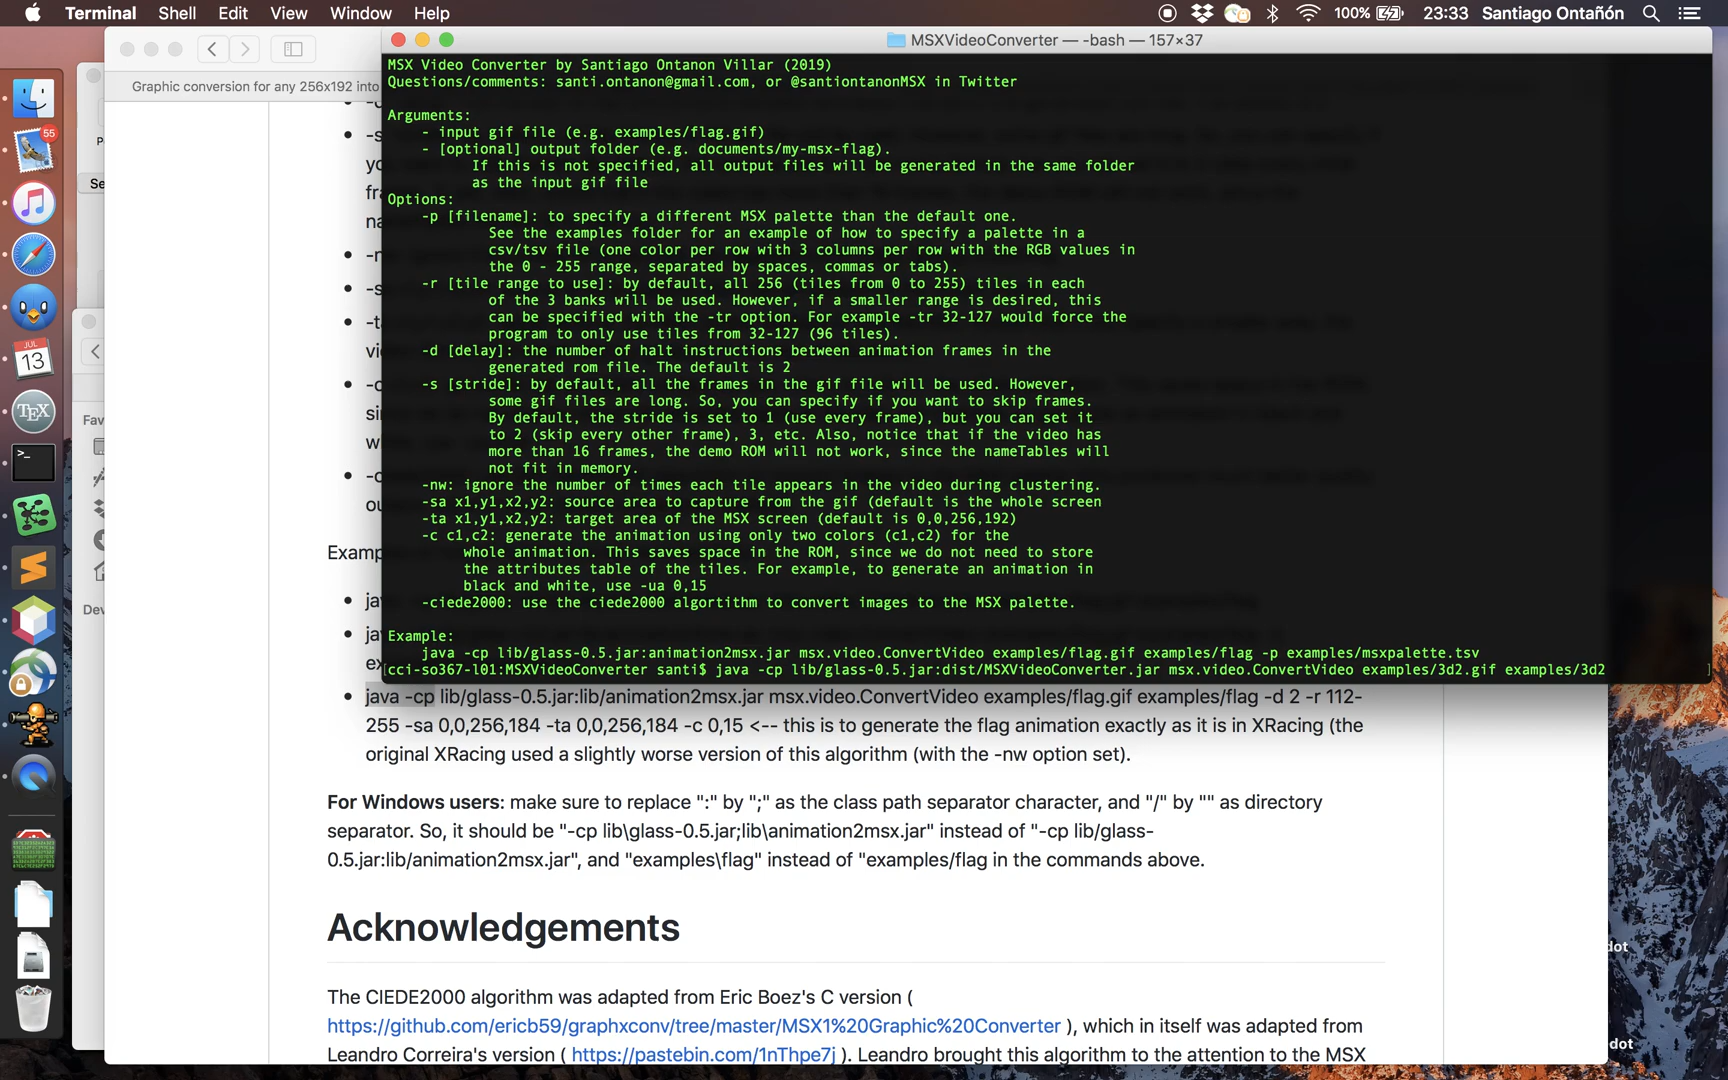 Terminal Shell Edit View Window Help 100% 23:33 Santiago Ontañón
MSXVideoConverter — -bash — 157×37
Graphic conversion for any 256x192 into
MSX Video Converter by Santiago Ontanon Villar (2019)
Questions/comments: santi.ontanon@gmail.com, or @santiontanonMSX in Twitter
Arguments:
- input gif file (e.g. examples/flag.gif)
- [optional] output folder (e.g. documents/my-msx-flag).
If this is not specified, all output files will be generated in the same folder
as the input gif file
Options:
-p [filename]: to specify a different MSX palette than the default one.
See the examples folder for an example of how to specify a palette in a
csv/tsv file (one color per row with 3 columns per row with the RGB values in
the 0 - 255 range, separated by spaces, commas or tabs).
-r [tile range to use]: by default, all 256 (tiles from 0 to 255) tiles in each
of the 3 banks will be used. However, if a smaller range is desired, this
can be specified with the -tr option. For example -tr 32-127 would force the
program to only use tiles from 32-127 (96 tiles).
-d [delay]: the number of halt instructions between animation frames in the
generated rom file. The default is 2
-s [stride]: by default, all the frames in the gif file will be used. However,
some gif files are long. So, you can specify if you want to skip frames.
By default, the stride is set to 1 (use every frame), but you can set it
to 2 (skip every other frame), 3, etc. Also, notice that if the video has
more than 16 frames, the demo ROM will not work, since the nameTables will
not fit in memory.
-nw: ignore the number of times each tile appears in the video during clustering.
-sa x1,y1,x2,y2: source area to capture from the gif (default is the whole screen
-ta x1,y1,x2,y2: target area of the MSX screen (default is 0,0,256,192)
-c c1,c2: generate the animation using only two colors (c1,c2) for the
whole animation. This saves space in the ROM, since we do not need to store
the attributes table of the tiles. For example, to generate an animation in
black and white, use -ua 0,15
-ciede2000: use the ciede2000 algortithm to convert images to the MSX palette.
Example:
java -cp lib/glass-0.5.jar:animation2msx.jar msx.video.ConvertVideo examples/flag.gif examples/flag -p examples/msxpalette.tsv
[cci-so367-l01:MSXVideoConverter santi$ java -cp lib/glass-0.5.jar:dist/MSXVideoConverter.jar msx.video.ConvertVideo examples/3d2.gif examples/3d2 ]
55
JUL
13
TEX
>_
P
Se
Fav
Dev
Examp
java -cp lib/glass-0.5.jar:lib/animation2msx.jar msx.video.ConvertVideo examples/flag.gif examples/flag -d 2 -r 112-
255 -sa 0,0,256,184 -ta 0,0,256,184 -c 0,15 <-- this is to generate the flag animation exactly as it is in XRacing (the
original XRacing used a slightly worse version of this algorithm (with the -nw option set).
For Windows users: make sure to replace ":" by ";" as the class path separator character, and "/" by "" as directory
separator. So, it should be "-cp lib\glass-0.5.jar;lib\animation2msx.jar" instead of "-cp lib/glass-
0.5.jar:lib/animation2msx.jar", and "examples\flag" instead of "examples/flag in the commands above.
Acknowledgements
The CIEDE2000 algorithm was adapted from Eric Boez's C version (
https://github.com/ericb59/graphxconv/tree/master/MSX1%20Graphic%20Converter ), which in itself was adapted from
Leandro Correira's version ( https://pastebin.com/1nThpe7j ). Leandro brought this algorithm to the attention to the MSX
dot
dot